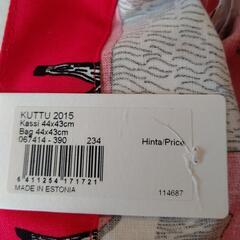 KUTTU 2015
Kassi 44x43cm
Bag 44x43cm
067414 - 390 234
Hinta/Price
6 411254 171721
MADE IN ESTONIA
114687